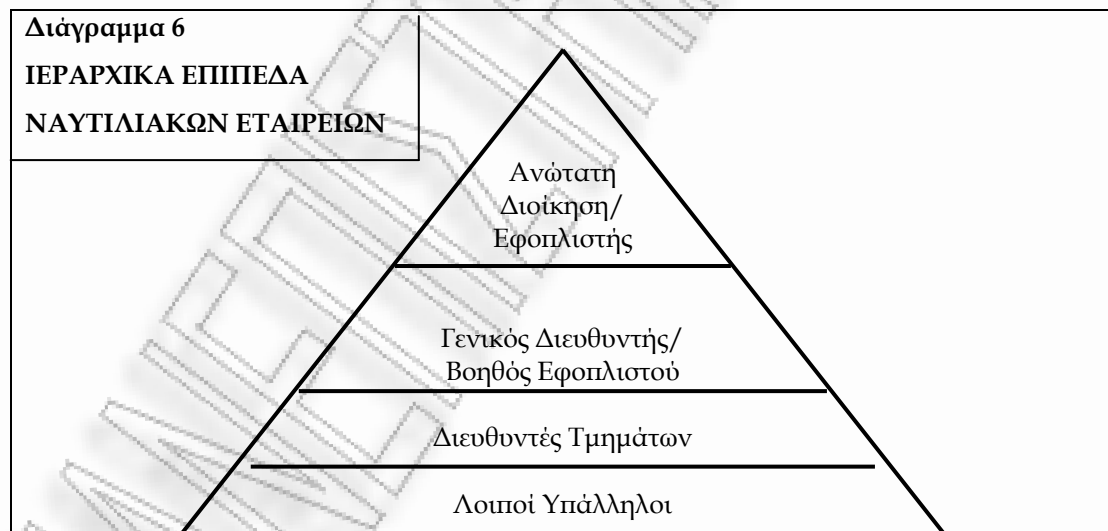 Διάγραμμα 6
ΙΕΡΑΡΧΙΚΑ ΕΠΙΠΕΔΑ
ΝΑΥΤΙΛΙΑΚΩΝ ΕΤΑΙΡΕΙΩΝ
Ανώτατη
Διοίκηση/
Εφοπλιστής
Γενικός Διευθυντής/
Βοηθός Εφοπλιστού
Διευθυντές Τμημάτων
Λοιποί Υπάλληλοι